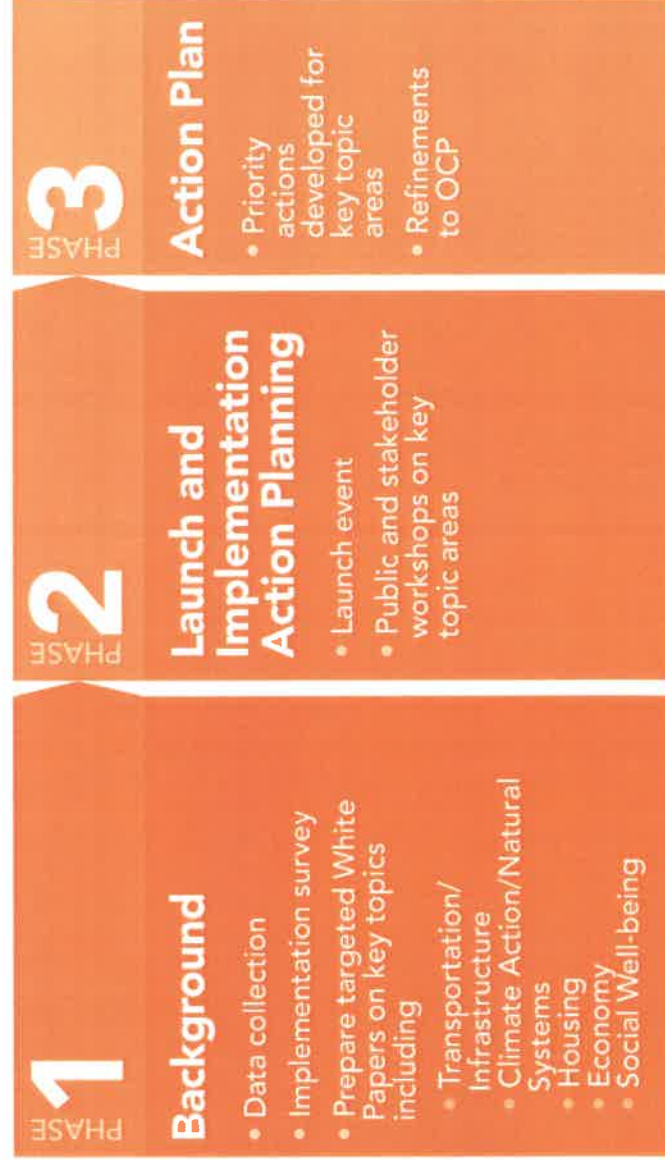 PHASE
1
Background
• Data collection
• Implementation survey
• Prepare targeted White
Papers on key topics
including
• Transportation/
Infrastructure
• Climate Action/Natural
Systems
• Housing
• Economy
• Social Well-being
PHASE
2
Launch and
Implementation
Action Planning
• Launch event
• Public and stakeholder
workshops on key
topic areas
PHASE
3
Action Plan
• Priority
actions
developed for
key topic
areas
• Refinements
to OCP